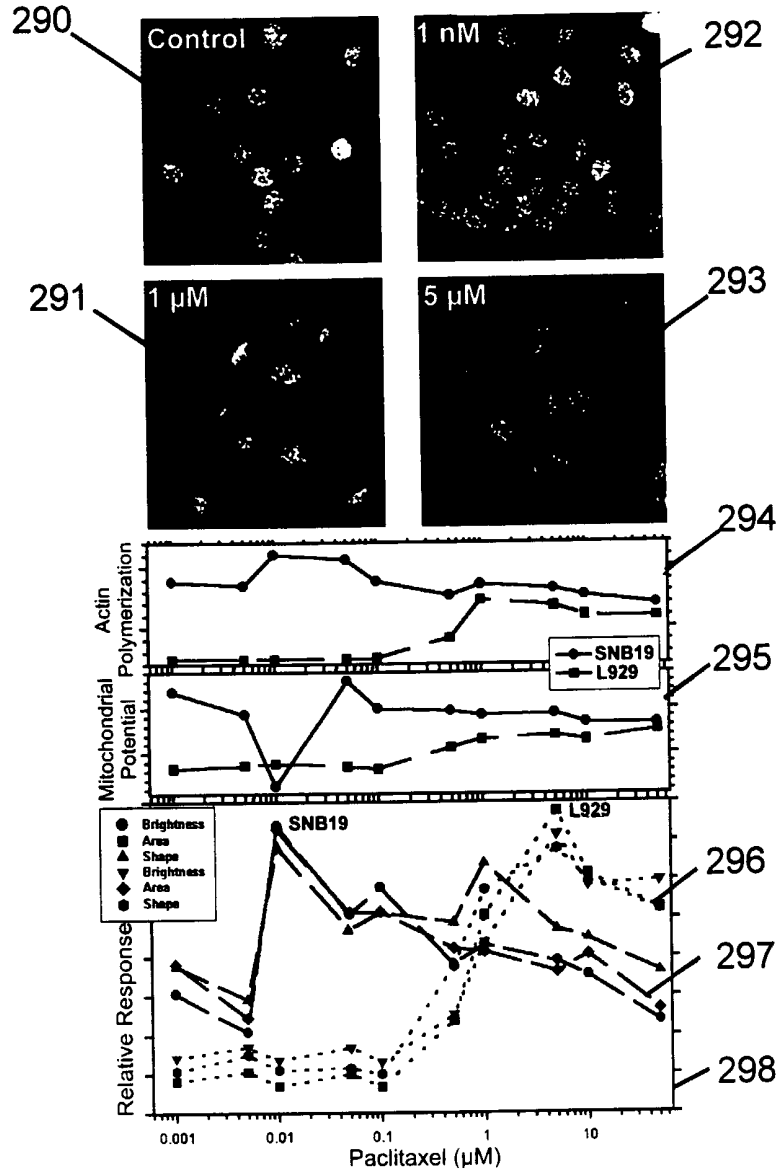 290
Control
1 nM
292
291
1 µM
5 µM
293
294
Actin
Polymerization
SNB19
L929
295
Mitochondrial
Potential
Brightness
Area
Shape
Brightness
Area
Shape
SNB19
L929
296
297
Relative Response
298
0.001
0.01
0.1
1
10
Paclitaxel (µM)